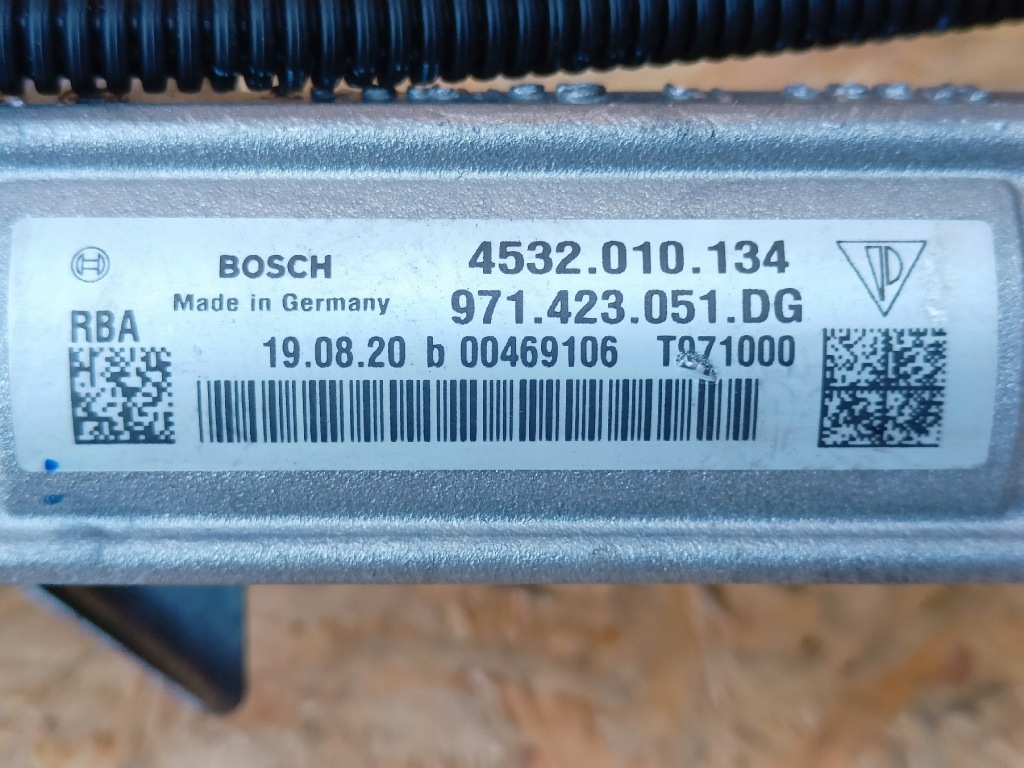 BOSCH 4532.010.134
Made in Germany 971.423.051.DG
RBA
19.08.20 b 00469106 T971000